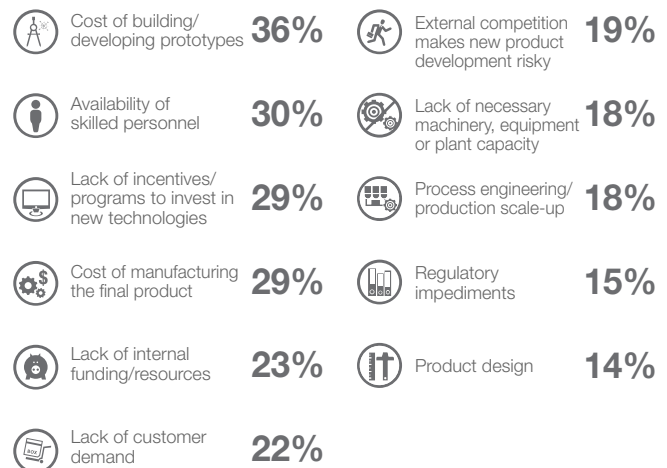 Cost of building/
developing prototypes 36%
Availability of
skilled personnel 30%
Lack of incentives/
programs to invest in 29%
new technologies
Cost of manufacturing
the final product 29%
Lack of internal
funding/resources 23%
Lack of customer
demand 22%
External competition
makes new product 19%
development risky
Lack of necessary
machinery, equipment 18%
or plant capacity
Process engineering/
production scale-up 18%
Regulatory
impediments 15%
Product design 14%